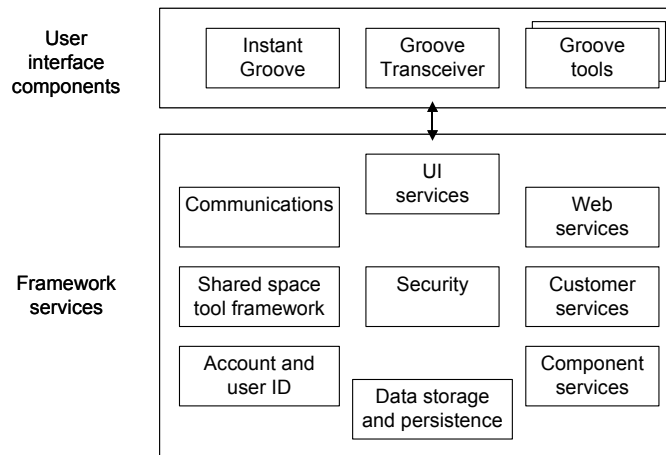 User
interface
components
Instant
Groove
Groove
Transceiver
Groove
tools
Framework
services
UI
services
Communications
Web
services
Shared space
tool framework
Security
Customer
services
Account and
user ID
Data storage
and persistence
Component
services